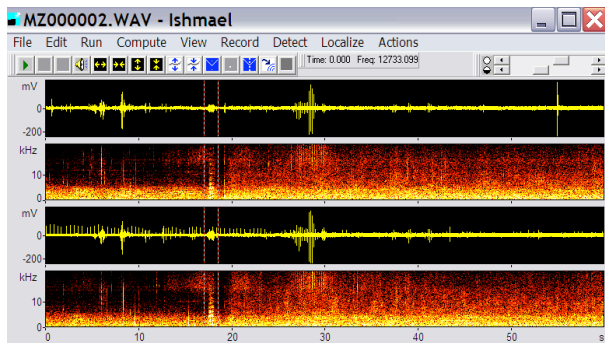 MZ000002.WAV - Ishmael
File Edit Run Compute View Record Detect Localize Actions
Time: 0.000 Freq: 12733.099
mV
0
-200
kHz
10
0
mV
0
-200
kHz
10
0
0 10 20 30 40 50 s